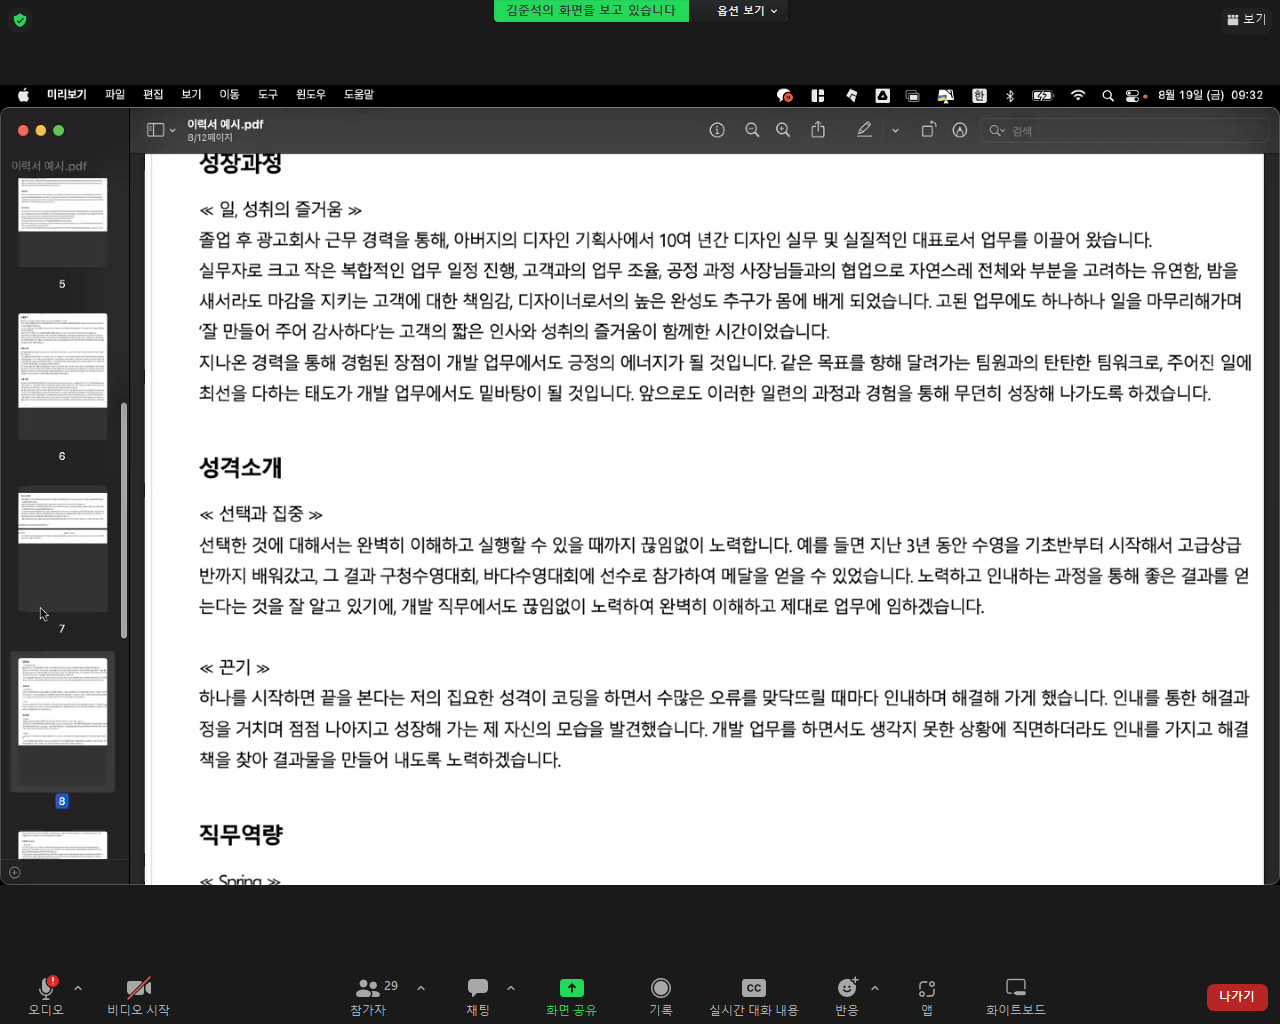 김준석의 화면을 보고 있습니다
옵션 보기
보기
미리보기 파일 편집 보기 이동 도구 윈도우 도움말
한
8월 19일 (금) 09:32
이력서 예시.pdf
8/12페이지
검색
이력서 예시.pdf
5
6
7
8
성장과정
≪ 일, 성취의 즐거움 ≫
졸업 후 광고회사 근무 경력을 통해, 아버지의 디자인 기획사에서 10여 년간 디자인 실무 및 실질적인 대표로서 업무를 이끌어 왔습니다.
실무자로 크고 작은 복합적인 업무 일정 진행, 고객과의 업무 조율, 공정 과정 사장님들과의 협업으로 자연스레 전체와 부분을 고려하는 유연함, 밤을
새서라도 마감을 지키는 고객에 대한 책임감, 디자이너로서의 높은 완성도 추구가 몸에 배게 되었습니다. 고된 업무에도 하나하나 일을 마무리해가며
‘잘 만들어 주어 감사하다’는 고객의 짧은 인사와 성취의 즐거움이 함께한 시간이었습니다.
지나온 경력을 통해 경험된 장점이 개발 업무에서도 긍정의 에너지가 될 것입니다. 같은 목표를 향해 달려가는 팀원과의 탄탄한 팀워크로, 주어진 일에
최선을 다하는 태도가 개발 업무에서도 밑바탕이 될 것입니다. 앞으로도 이러한 일련의 과정과 경험을 통해 무던히 성장해 나가도록 하겠습니다.
성격소개
≪ 선택과 집중 ≫
선택한 것에 대해서는 완벽히 이해하고 실행할 수 있을 때까지 끊임없이 노력합니다. 예를 들면 지난 3년 동안 수영을 기초반부터 시작해서 고급상급
반까지 배워갔고, 그 결과 구청수영대회, 바다수영대회에 선수로 참가하여 메달을 얻을 수 있었습니다. 노력하고 인내하는 과정을 통해 좋은 결과를 얻
는다는 것을 잘 알고 있기에, 개발 직무에서도 끊임없이 노력하여 완벽히 이해하고 제대로 업무에 임하겠습니다.
≪ 끈기 ≫
하나를 시작하면 끝을 본다는 저의 집요한 성격이 코딩을 하면서 수많은 오류를 맞닥뜨릴 때마다 인내하며 해결해 가게 했습니다. 인내를 통한 해결과
정을 거치며 점점 나아지고 성장해 가는 제 자신의 모습을 발견했습니다. 개발 업무를 하면서도 생각지 못한 상황에 직면하더라도 인내를 가지고 해결
책을 찾아 결과물을 만들어 내도록 노력하겠습니다.
직무역량
≪ Spring ≫
오디오
비디오 시작
29
참가자
채팅
화면 공유
기록
CC
실시간 대화 내용
반응
앱
화이트보드
나가기